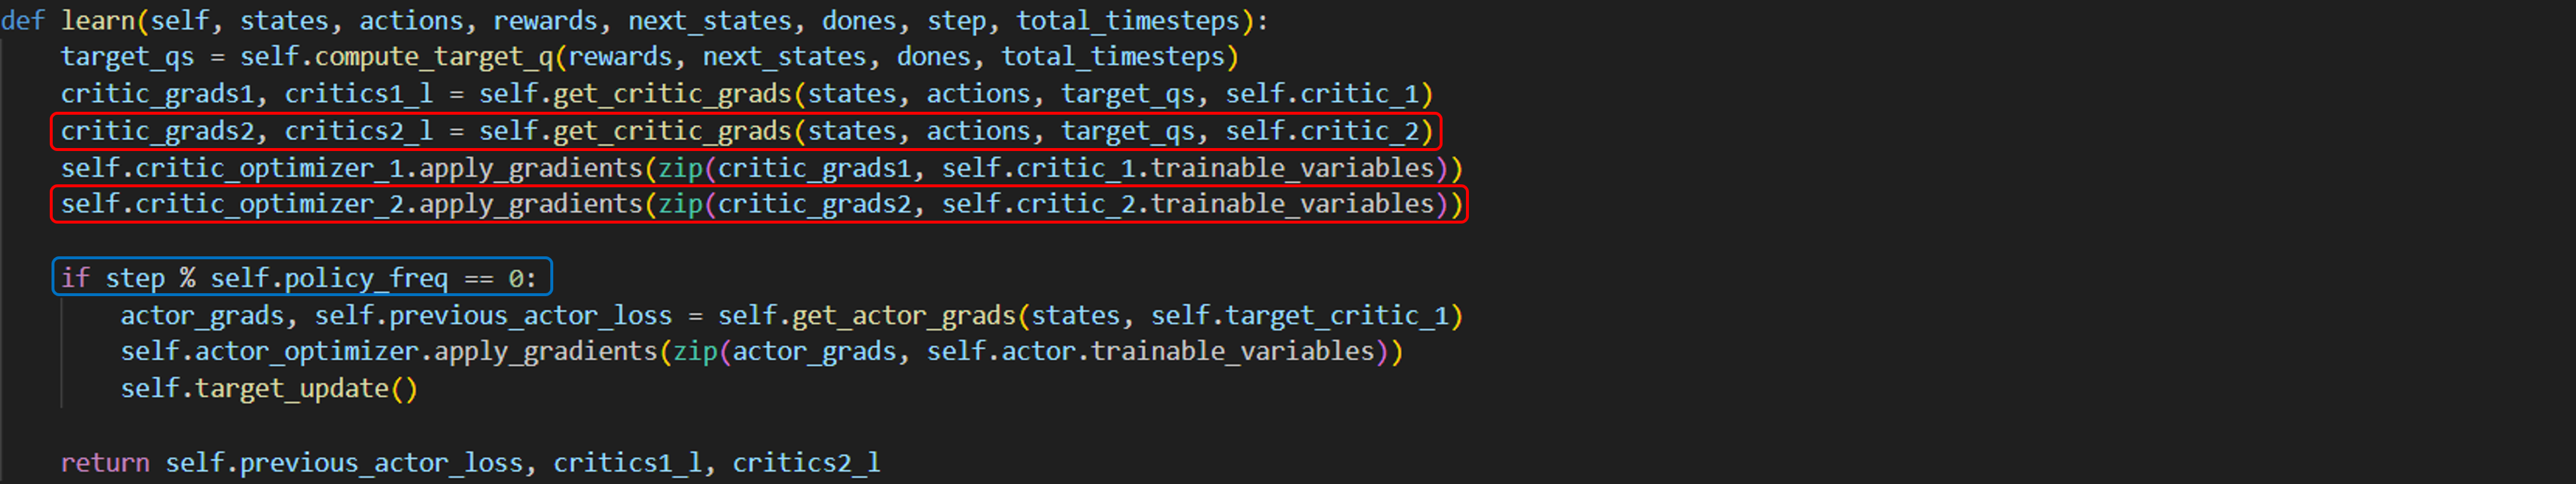 def learn(self, states, actions, rewards, next_states, dones, step, total_timesteps):
target_qs = self.compute_target_q(rewards, next_states, dones, total_timesteps)
critic_grads1, critics1_l = self.get_critic_grads(states, actions, target_qs, self.critic_1)
critic_grads2, critics2_l = self.get_critic_grads(states, actions, target_qs, self.critic_2)
self.critic_optimizer_1.apply_gradients(zip(critic_grads1, self.critic_1.trainable_variables))
self.critic_optimizer_2.apply_gradients(zip(critic_grads2, self.critic_2.trainable_variables))
if step % self.policy_freq == 0:
actor_grads, self.previous_actor_loss = self.get_actor_grads(states, self.target_critic_1)
self.actor_optimizer.apply_gradients(zip(actor_grads, self.actor.trainable_variables))
self.target_update()
return self.previous_actor_loss, critics1_l, critics2_l